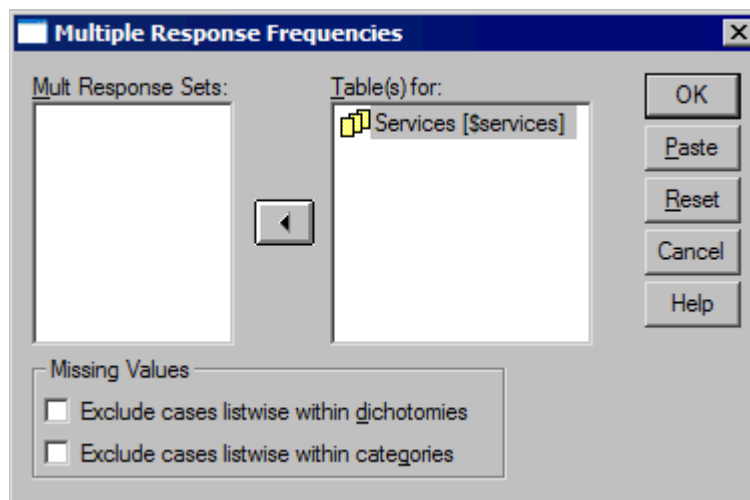 Multiple Response Frequencies
Mult Response Sets:
Table(s) for:
Services [$services]
OK
Paste
Reset
Cancel
Help
Missing Values
Exclude cases listwise within dichotomies
Exclude cases listwise within categories